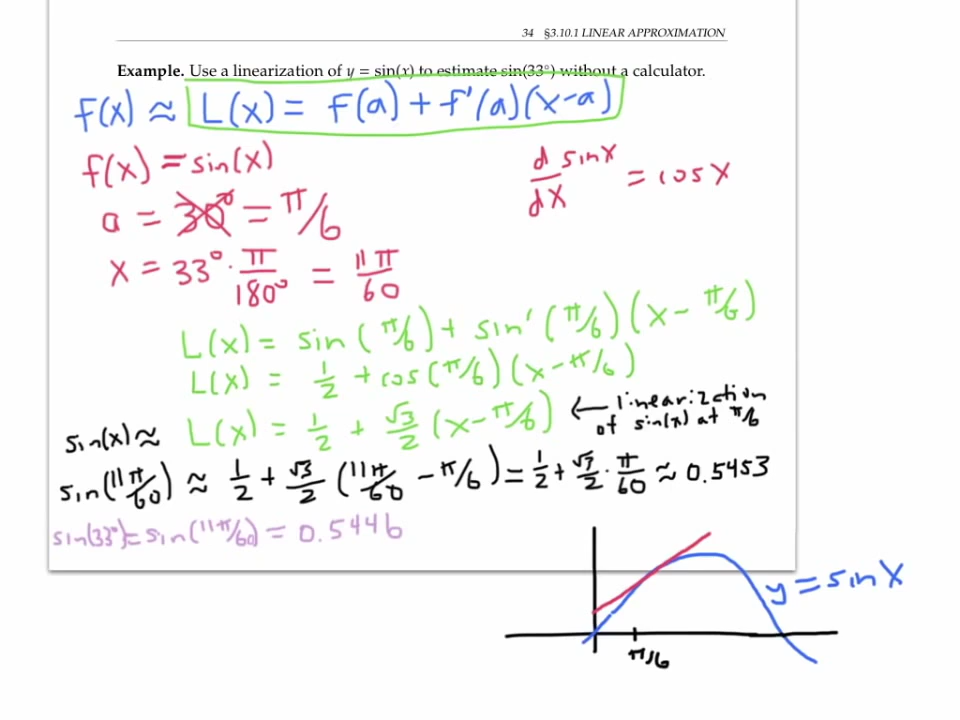 34 §3.10.1 LINEAR APPROXIMATION
Example. Use a linearization of y = sin(x) to estimate sin(33°) without a calculator.
f(x) ≈ L(x) = f(a) + f'(a)(x-a)
f(x) = sin(x)
d/dx sin x = cos x
a = 30° = π/6
x = 33° · π/180° = 11π/60
L(x) = sin(π/6) + sin'(π/6)(x - π/6)
L(x) = 1/2 + cos(π/6)(x - π/6)
sin(x) ≈ L(x) = 1/2 + √3/2 (x - π/6) ← linearization of sin(x) at π/6
sin(11π/60) ≈ 1/2 + √3/2 (11π/60 - π/6) = 1/2 + √3/2 · π/60 ≈ 0.5453
sin(33°) = sin(11π/60) = 0.5446
y = sin x
π/6